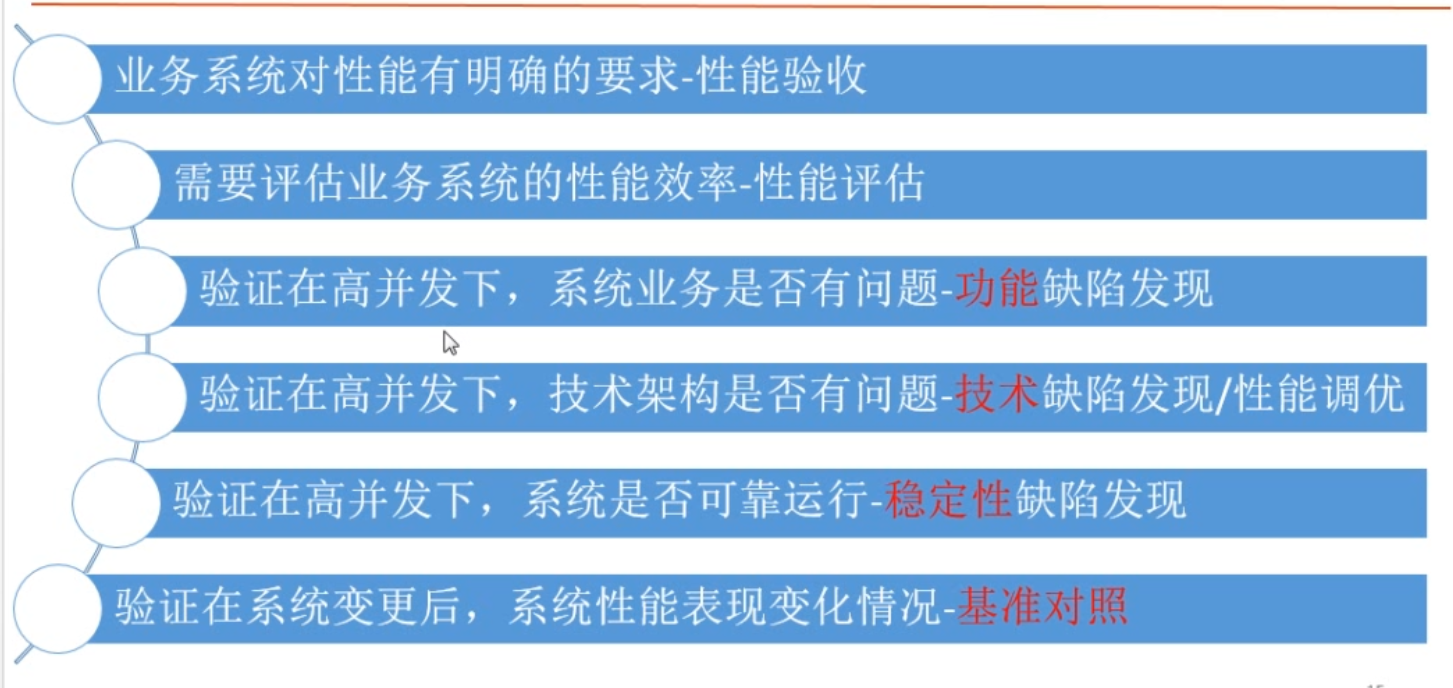 业务系统对性能有明确的要求-性能验收
需要评估业务系统的性能效率-性能评估
验证在高并发下，系统业务是否有问题-功能缺陷发现
验证在高并发下，技术架构是否有问题-技术缺陷发现/性能调优
验证在高并发下，系统是否可靠运行-稳定性缺陷发现
验证在系统变更后，系统性能表现变化情况-基准对照